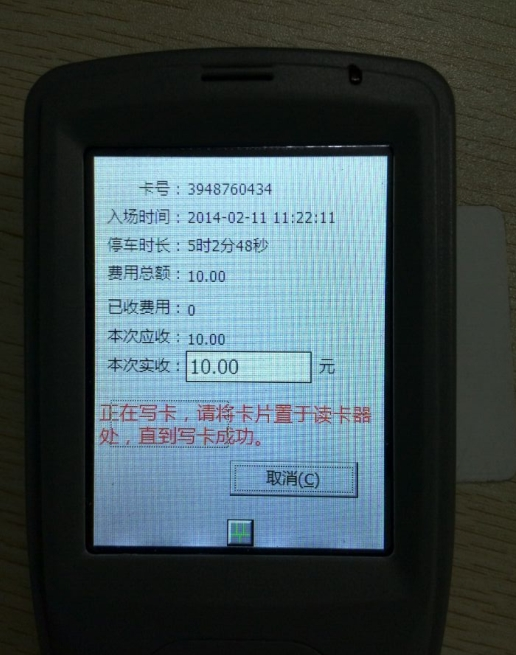 卡号：3948760434
入场时间：2014-02-11 11:22:11
停车时长：5时2分48秒
费用总额：10.00
已收费用：0
本次应收：10.00
本次实收：10.00 元
正在写卡，请将卡片置于读卡器
处，直到写卡成功。
取消(C)